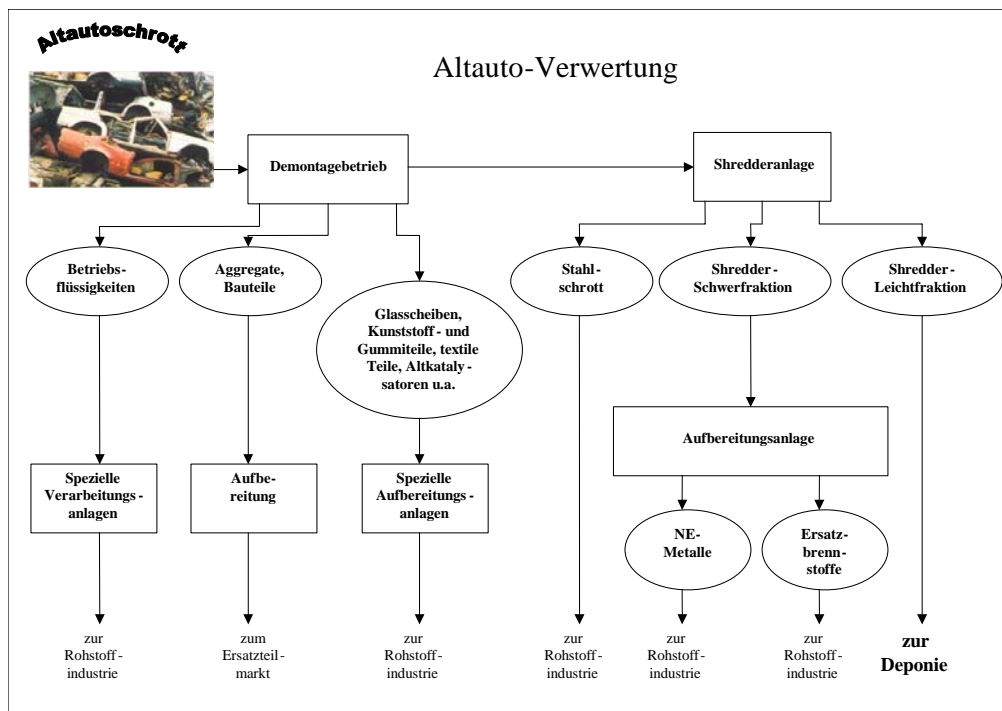 Altautoschrott
Altauto-Verwertung
Demontagebetrieb
Shredderanlage
Betriebs-
flüssigkeiten
Aggregate,
Bauteile
Glasscheiben,
Kunststoff- und
Gummiteile, textile
Teile, Altkataly-
satoren u.a.
Stahl-
schrott
Shredder-
Schwerfraktion
Shredder-
Leichtfraktion
Aufbereitungsanlage
Spezielle
Verarbeitungs-
anlagen
Aufbe-
reitung
Spezielle
Aufbereitungs-
anlagen
NE-
Metalle
Ersatz-
brenn-
stoffe
zur
Rohstoff-
industrie
zum
Ersatzteil-
markt
zur
Rohstoff-
industrie
zur
Rohstoff-
industrie
zur
Rohstoff-
industrie
zur
Rohstoff-
industrie
zur
Deponie